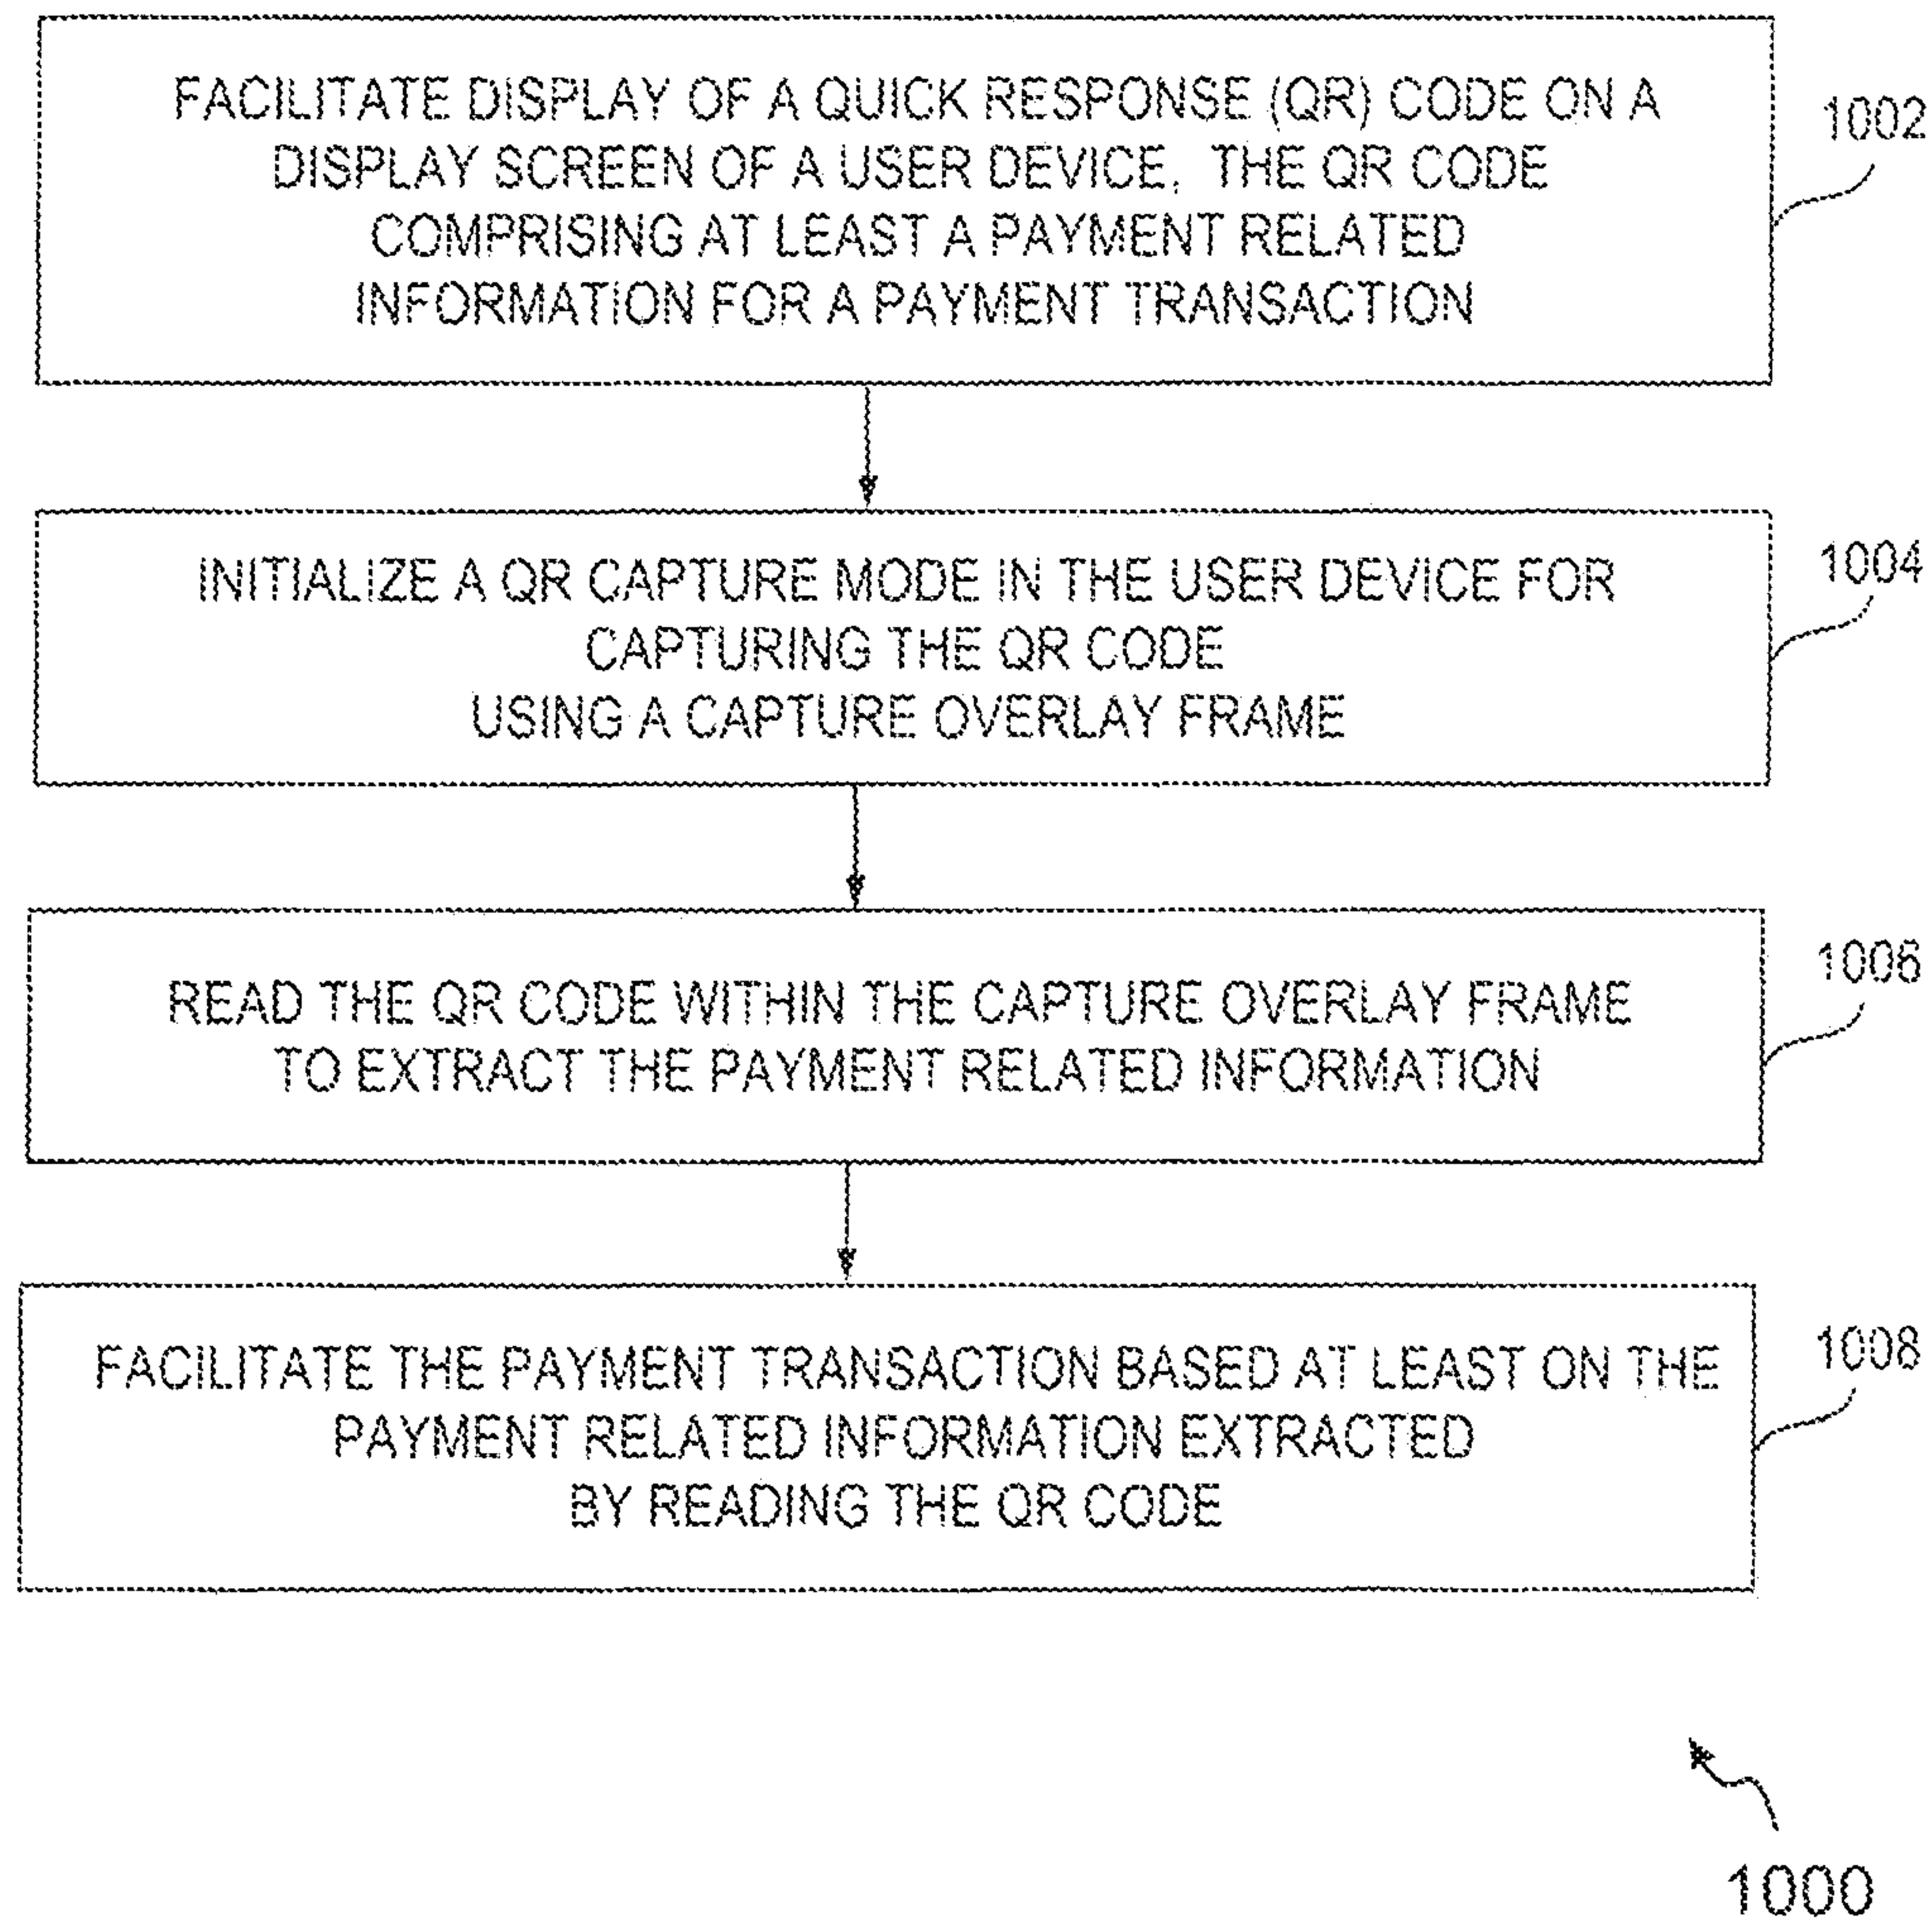 FACILITATE DISPLAY OF A QUICK RESPONSE (QR) CODE ON A
DISPLAY SCREEN OF A USER DEVICE, THE QR CODE
COMPRISING AT LEAST A PAYMENT RELATED
INFORMATION FOR A PAYMENT TRANSACTION
1002
INITIALIZE A QR CAPTURE MODE IN THE USER DEVICE FOR
CAPTURING THE QR CODE
USING A CAPTURE OVERLAY FRAME
1004
READ THE QR CODE WITHIN THE CAPTURE OVERLAY FRAME
TO EXTRACT THE PAYMENT RELATED INFORMATION
1006
FACILITATE THE PAYMENT TRANSACTION BASED AT LEAST ON THE
PAYMENT RELATED INFORMATION EXTRACTED
BY READING THE QR CODE
1008
1000